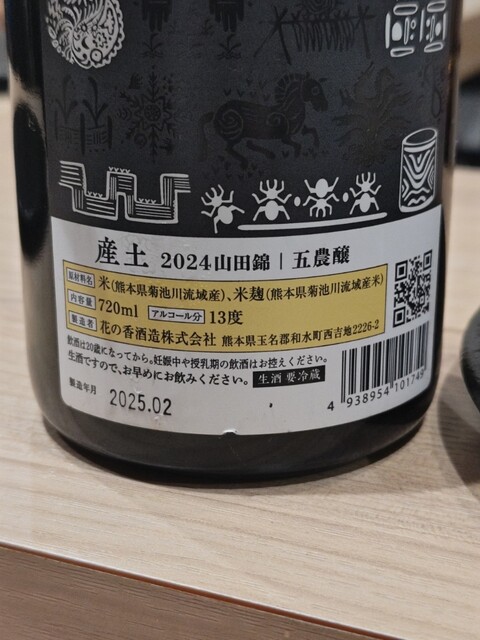 産土 2024山田錦｜五農醸
原材料名 米(熊本県菊池川流域産)、米麹(熊本県菊池川流域産米)
内容量 720ml アルコール分 13度
製造者 花の香酒造株式会社 熊本県玉名郡和水町西吉地2226-2
飲酒は20歳になってから。妊娠中や授乳期の飲酒はお控えください。
生酒ですので、お早めにお飲みください。 生酒 要冷蔵
製造年月 2025.02
4 938954 101749